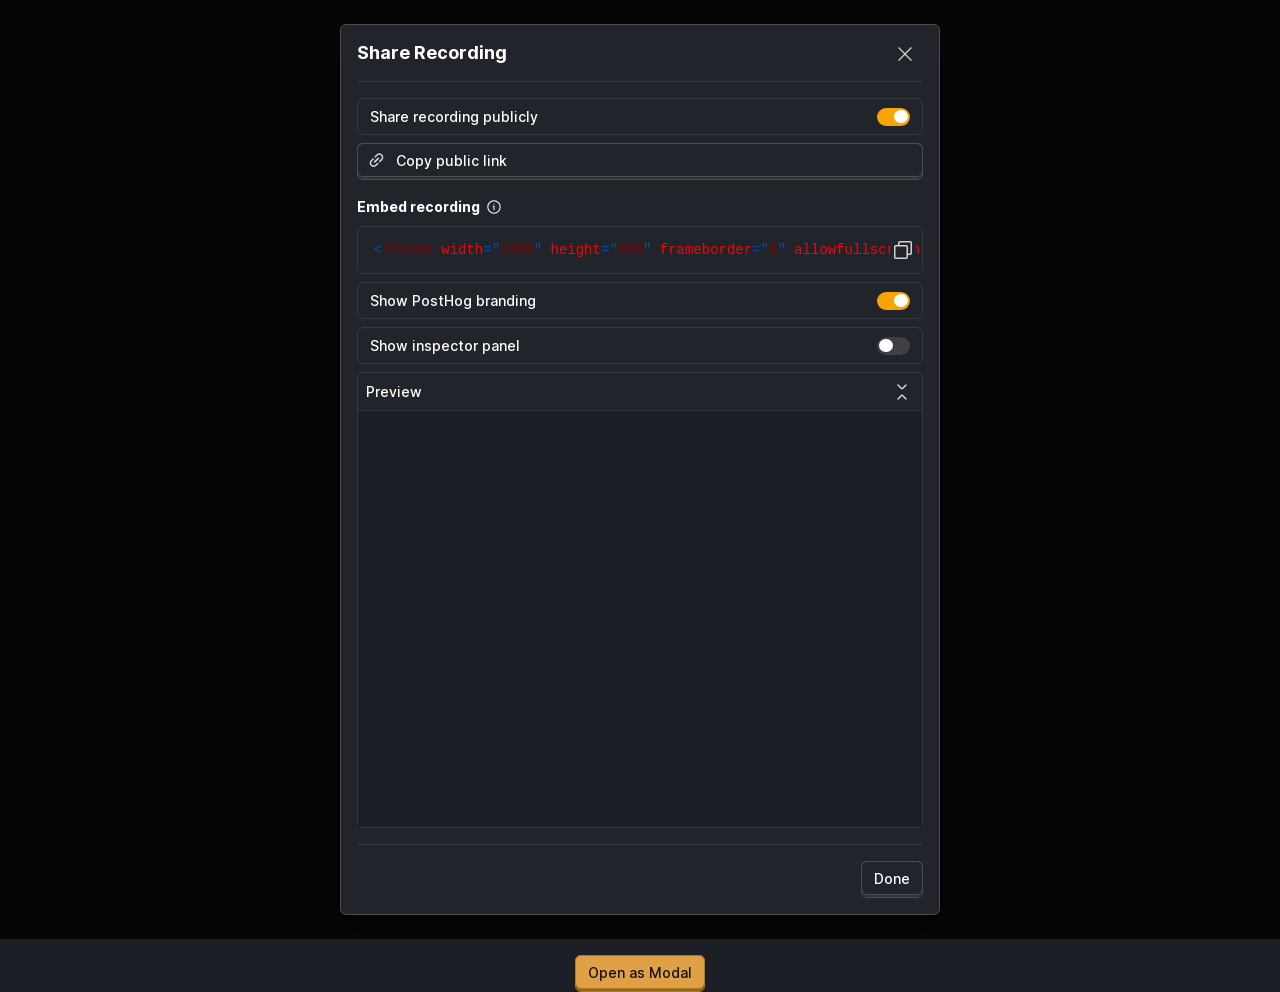 Share Recording
Share recording publicly
Copy public link
Embed recording
<iframe width="100%" height="450" frameborder="0" allowfullscr
Show PostHog branding
Show inspector panel
Preview
Done
Open as Modal